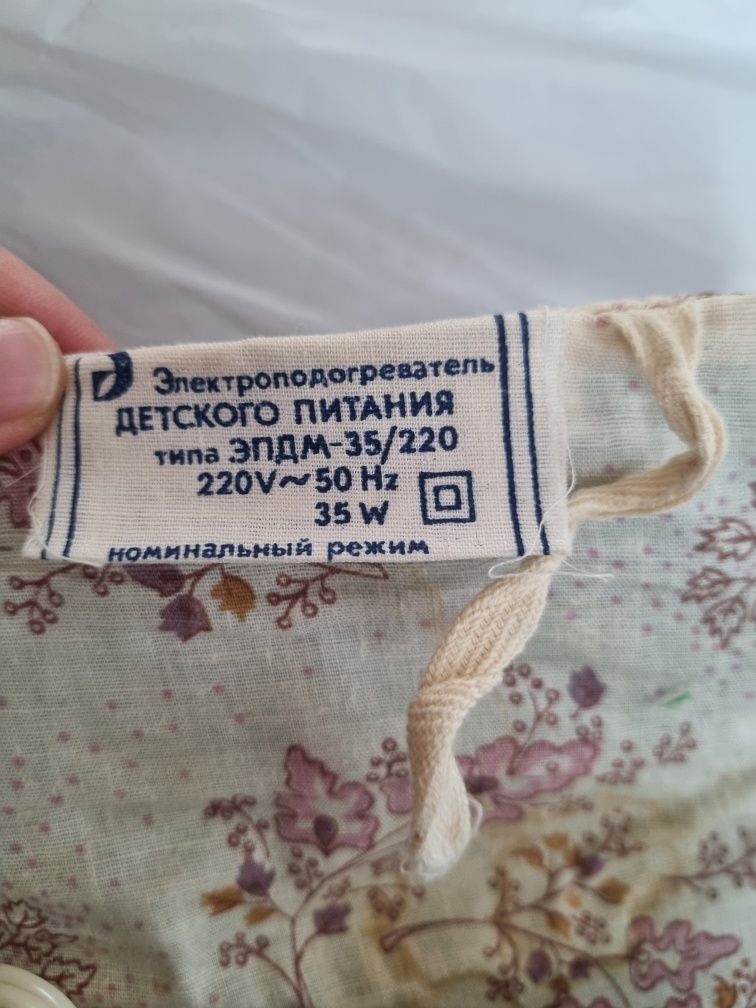 Электроподогреватель
ДЕТСКОГО ПИТАНИЯ
типа ЭПДМ-35/220
220V~50 Hz
35 W
номинальный режим